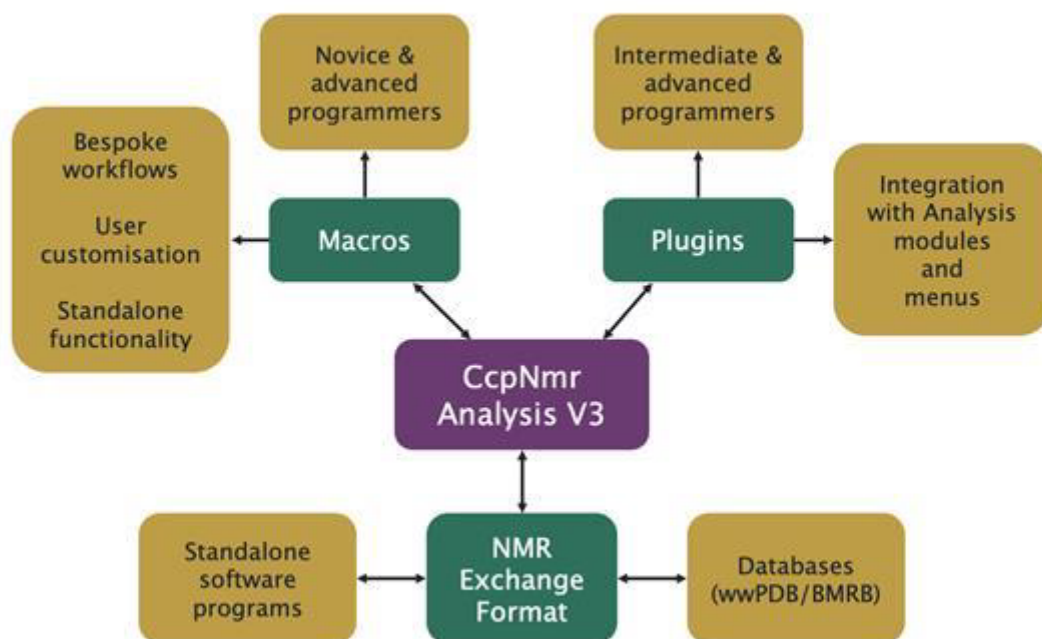 Novice &
advanced
programmers
Intermediate &
advanced
programmers
Bespoke
workflows
User
customisation
Standalone
functionality
Macros
Plugins
Integration
with Analysis
modules
and
menus
CcpNmr
Analysis V3
Standalone
software
programs
NMR
Exchange
Format
Databases
(wwPDB/BMRB)